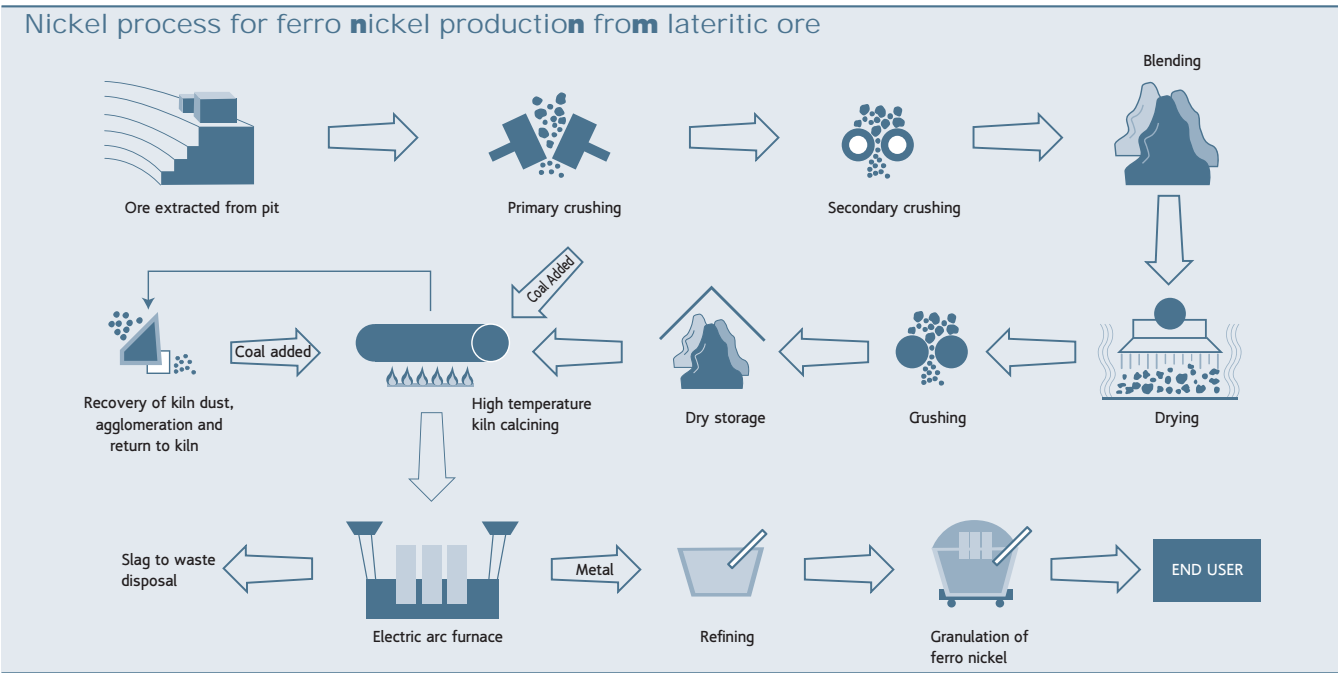 Nickel process for ferro nickel production from lateritic ore
Blending
Ore extracted from pit
Primary crushing
Secondary crushing
Coal Added
Coal added
Recovery of kiln dust,
agglomeration and
return to kiln
High temperature
kiln calcining
Dry storage
Crushing
Drying
Slag to waste
disposal
Metal
END USER
Electric arc furnace
Refining
Granulation of
ferro nickel